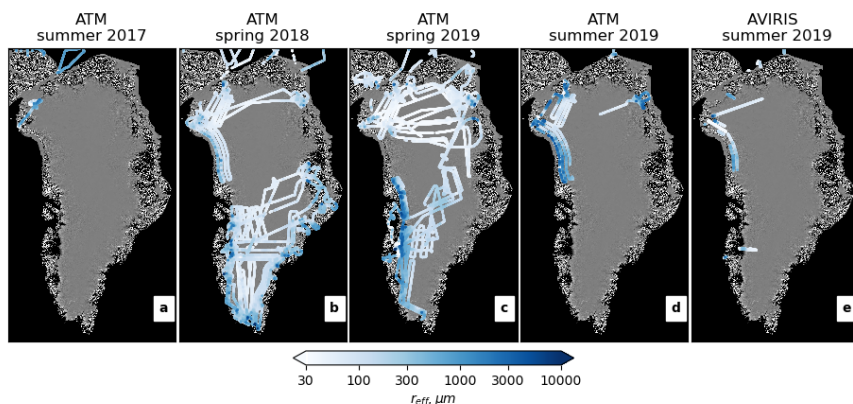 ATM
summer 2017
ATM
spring 2018
ATM
spring 2019
ATM
summer 2019
AVIRIS
summer 2019
a
b
c
d
e
30 100 300 1000 3000 10000
r_eff, μm